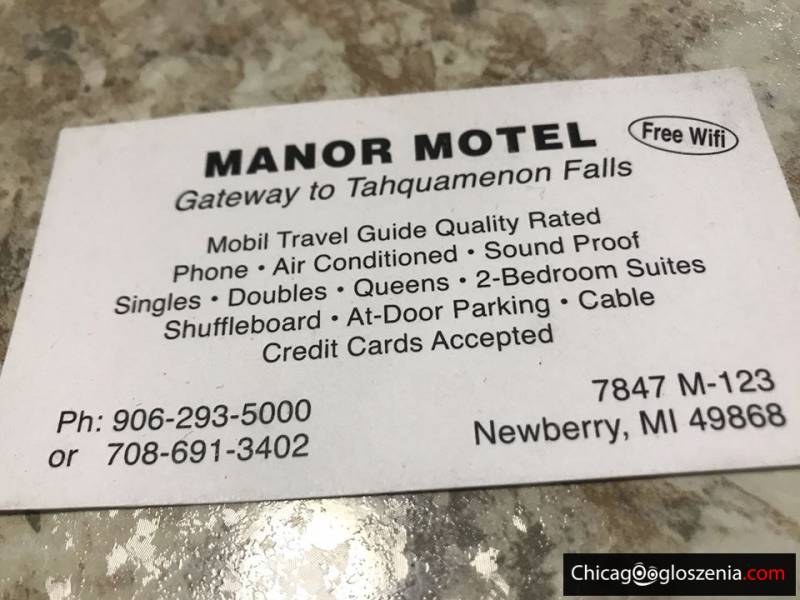 MANOR MOTEL
Free Wifi
Gateway to Tahquamenon Falls
Mobil Travel Guide Quality Rated
Phone • Air Conditioned • Sound Proof
Singles • Doubles • Queens • 2-Bedroom Suites
Shuffleboard • At-Door Parking • Cable
Credit Cards Accepted
Ph: 906-293-5000
or 708-691-3402
7847 M-123
Newberry, MI 49868
ChicagOogloszenia.com